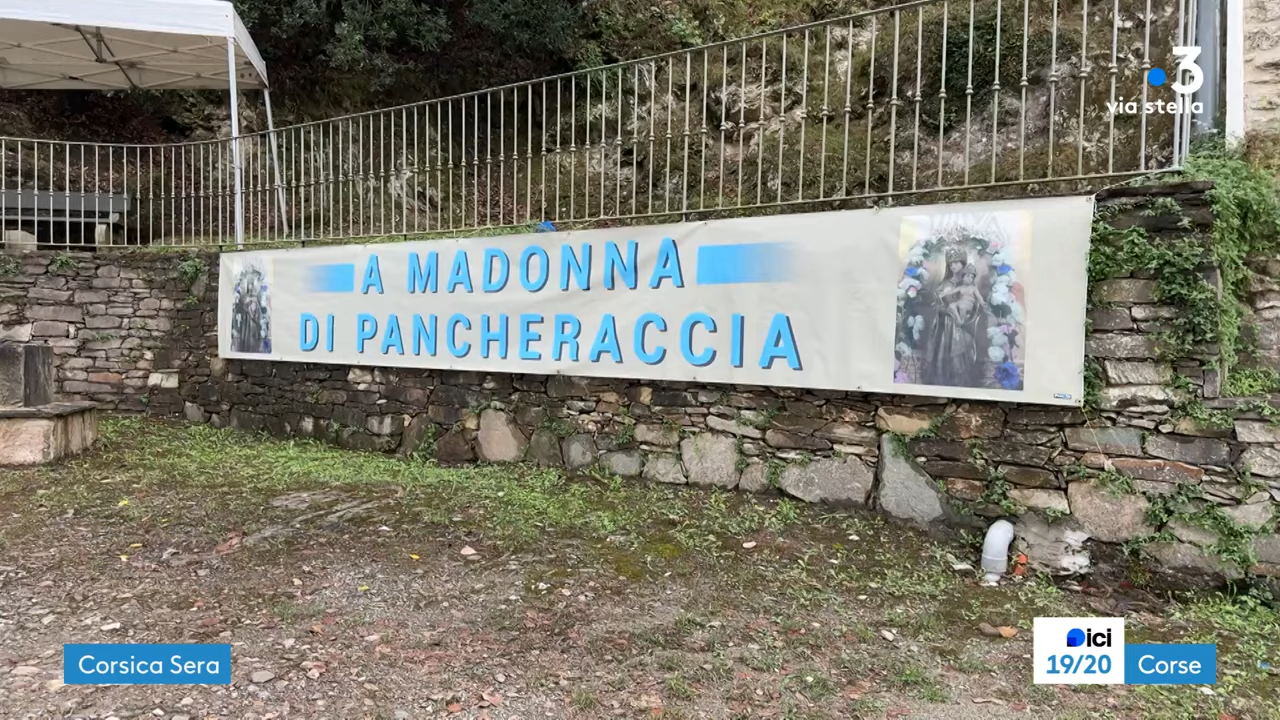 3
via stella
A MADONNA
DI PANCHERACCIA
Corsica Sera
ici
19/20
Corse